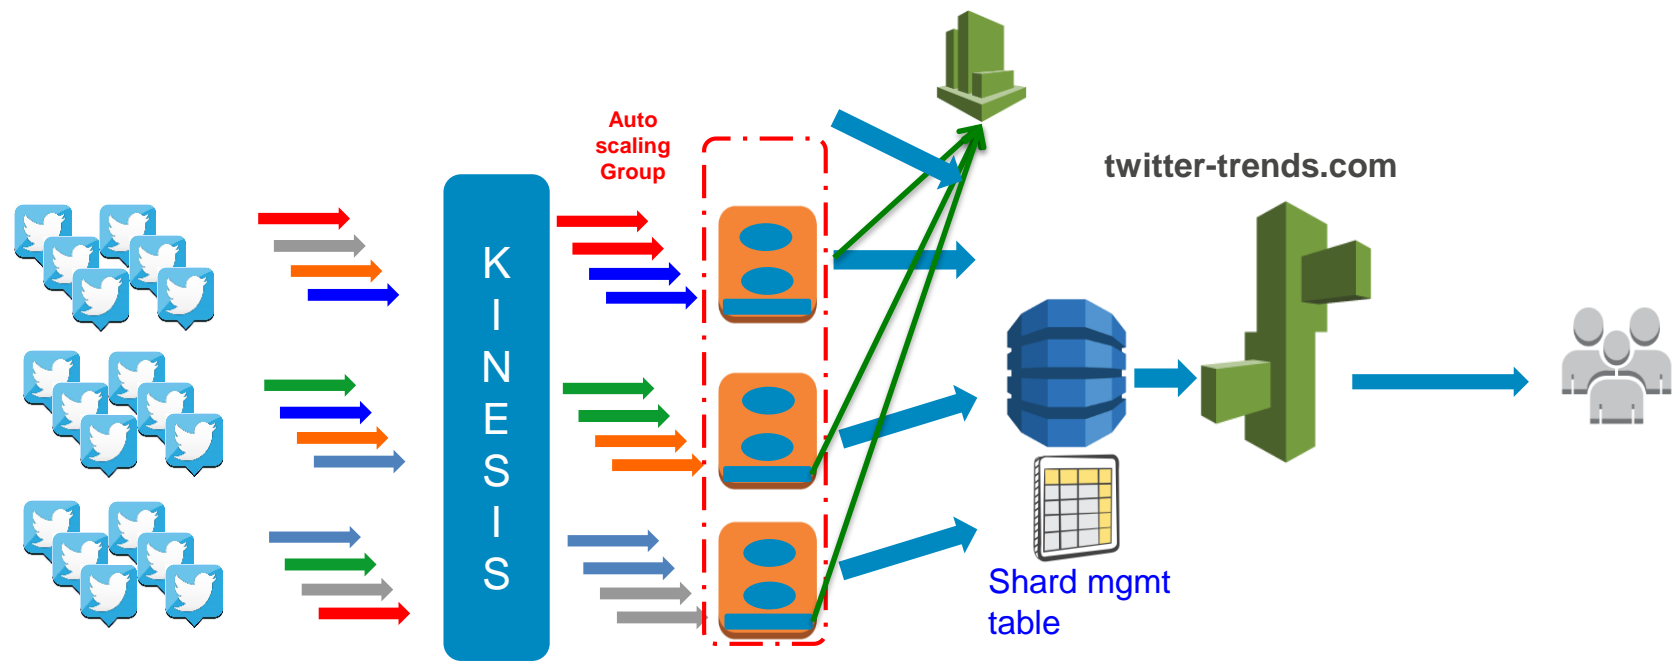 Auto
scaling
Group
twitter-trends.com
K
I
N
E
S
I
S
Shard mgmt
table